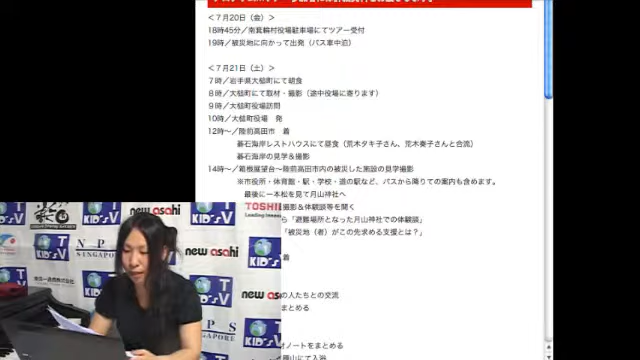 ＜７月20日（金）＞
18時45分／南箕輪村役場駐車場にてツアー受付
19時／被災地に向かって出発（バス車中泊）
＜７月21日（土）＞
７時／岩手県大槌町にて朝食
８時／大槌町にて取材・撮影（途中役場に寄ります）
９時／大槌町役場訪問
10時／大槌町役場　発
12時～／陸前高田市　着
碁石海岸レストハウスにて昼食（荒木タキ子さん、荒木奏子さんと合流）
碁石海岸の見学＆撮影
14時～／箱根展望台～陸前高田市内の被災した施設の見学撮影
※市役所・体育館・駅・学校・道の駅など、バスから降りての案内も含めます。
最後に一本松を見て月山神社へ
撮影＆体験談等を聞く
ら「避難場所となった月山神社での体験談」
「被災地（者）がこの先求める支援とは？」
着
の人たちとの交流
まとめる
オノートをまとめる
にて入浴
TOSHI
Leading Innov
new asahi
KID'S TV
NPS
SINGAPORE
new asahi
KID'S TV
new as
KID'S TV